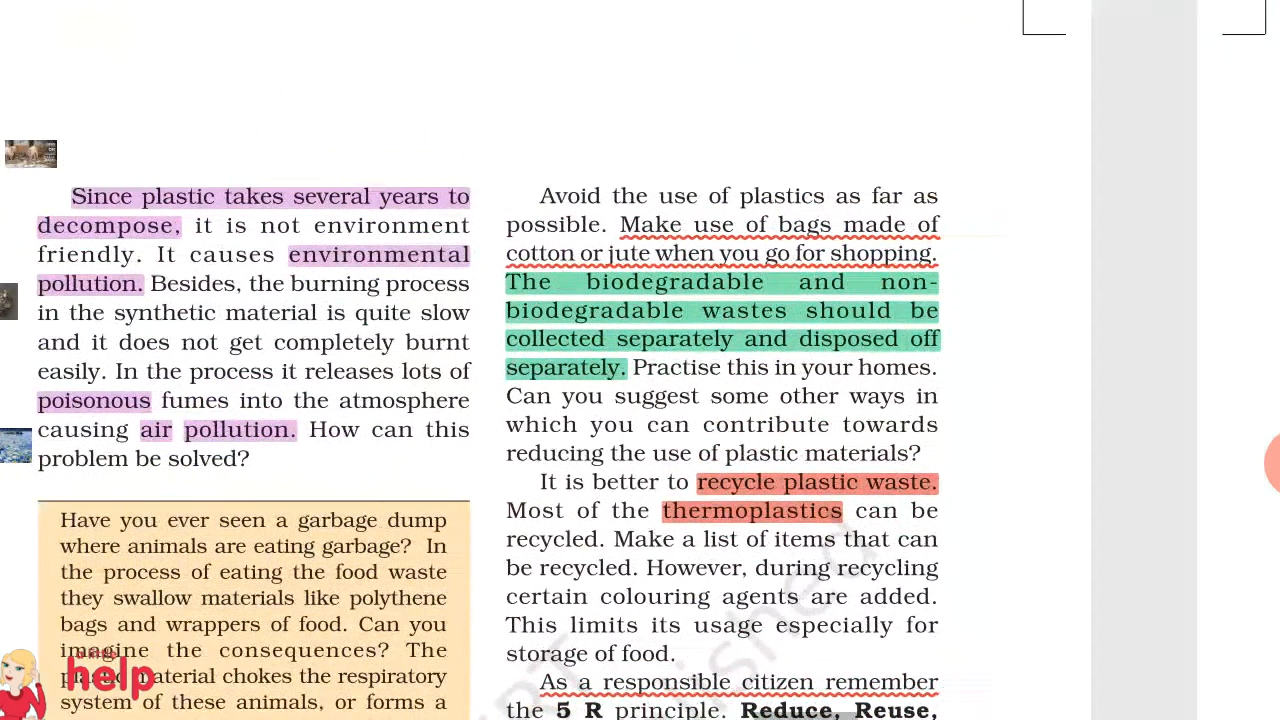 Since plastic takes several years to
decompose, it is not environment
friendly. It causes environmental
pollution. Besides, the burning process
in the synthetic material is quite slow
and it does not get completely burnt
easily. In the process it releases lots of
poisonous fumes into the atmosphere
causing air pollution. How can this
problem be solved?
Have you ever seen a garbage dump
where animals are eating garbage? In
the process of eating the food waste
they swallow materials like polythene
bags and wrappers of food. Can you
imagine the consequences? The
plastic material chokes the respiratory
system of these animals, or forms a
a little
help
Avoid the use of plastics as far as
possible. Make use of bags made of
cotton or jute when you go for shopping.
The biodegradable and non-
biodegradable wastes should be
collected separately and disposed off
separately. Practise this in your homes.
Can you suggest some other ways in
which you can contribute towards
reducing the use of plastic materials?
It is better to recycle plastic waste.
Most of the thermoplastics can be
recycled. Make a list of items that can
be recycled. However, during recycling
certain colouring agents are added.
This limits its usage especially for
storage of food.
As a responsible citizen remember
the 5 R principle. Reduce, Reuse,